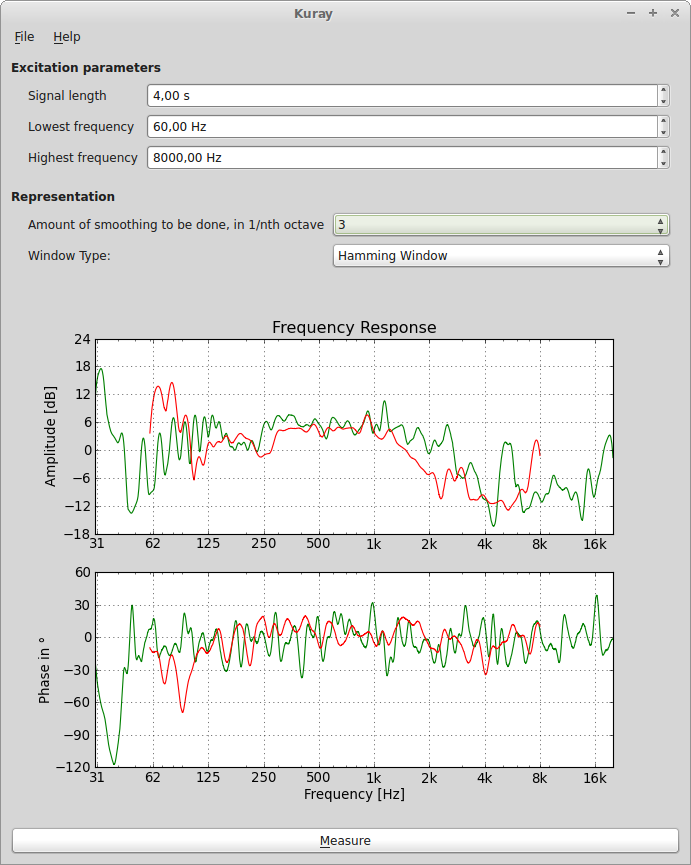 Kuray
File Help
Excitation parameters
Signal length 4,00 s
Lowest frequency 60,00 Hz
Highest frequency 8000,00 Hz
Representation
Amount of smoothing to be done, in 1/nth octave 3
Window Type: Hamming Window
Frequency Response
Amplitude [dB]
24
18
12
6
0
−6
−12
−18
31 62 125 250 500 1k 2k 4k 8k 16k
Phase in °
60
30
0
−30
−60
−90
−120
31 62 125 250 500 1k 2k 4k 8k 16k
Frequency [Hz]
Measure